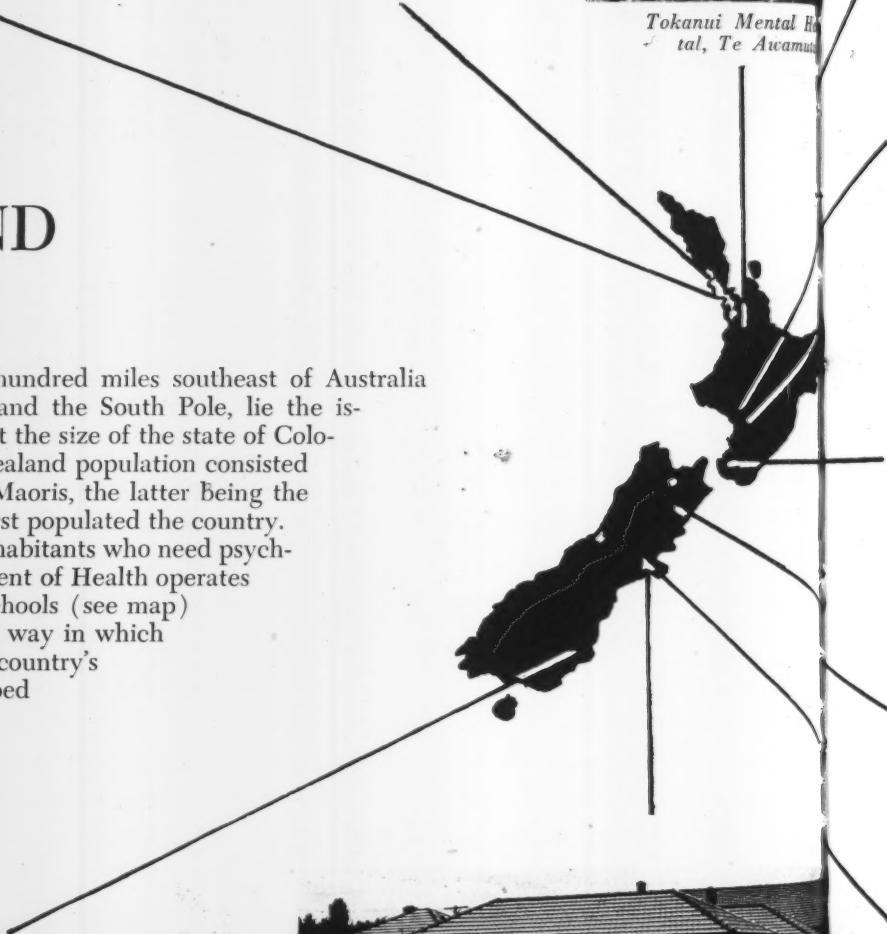 Tokanui Mental Ho
tal, Te Awamutu
ND
hundred miles southeast of Australia
and the South Pole, lie the is-
t the size of the state of Colo-
ealand population consisted
Maoris, the latter being the
st populated the country.
habitants who need psych-
ent of Health operates
hools (see map)
way in which
country's
ped